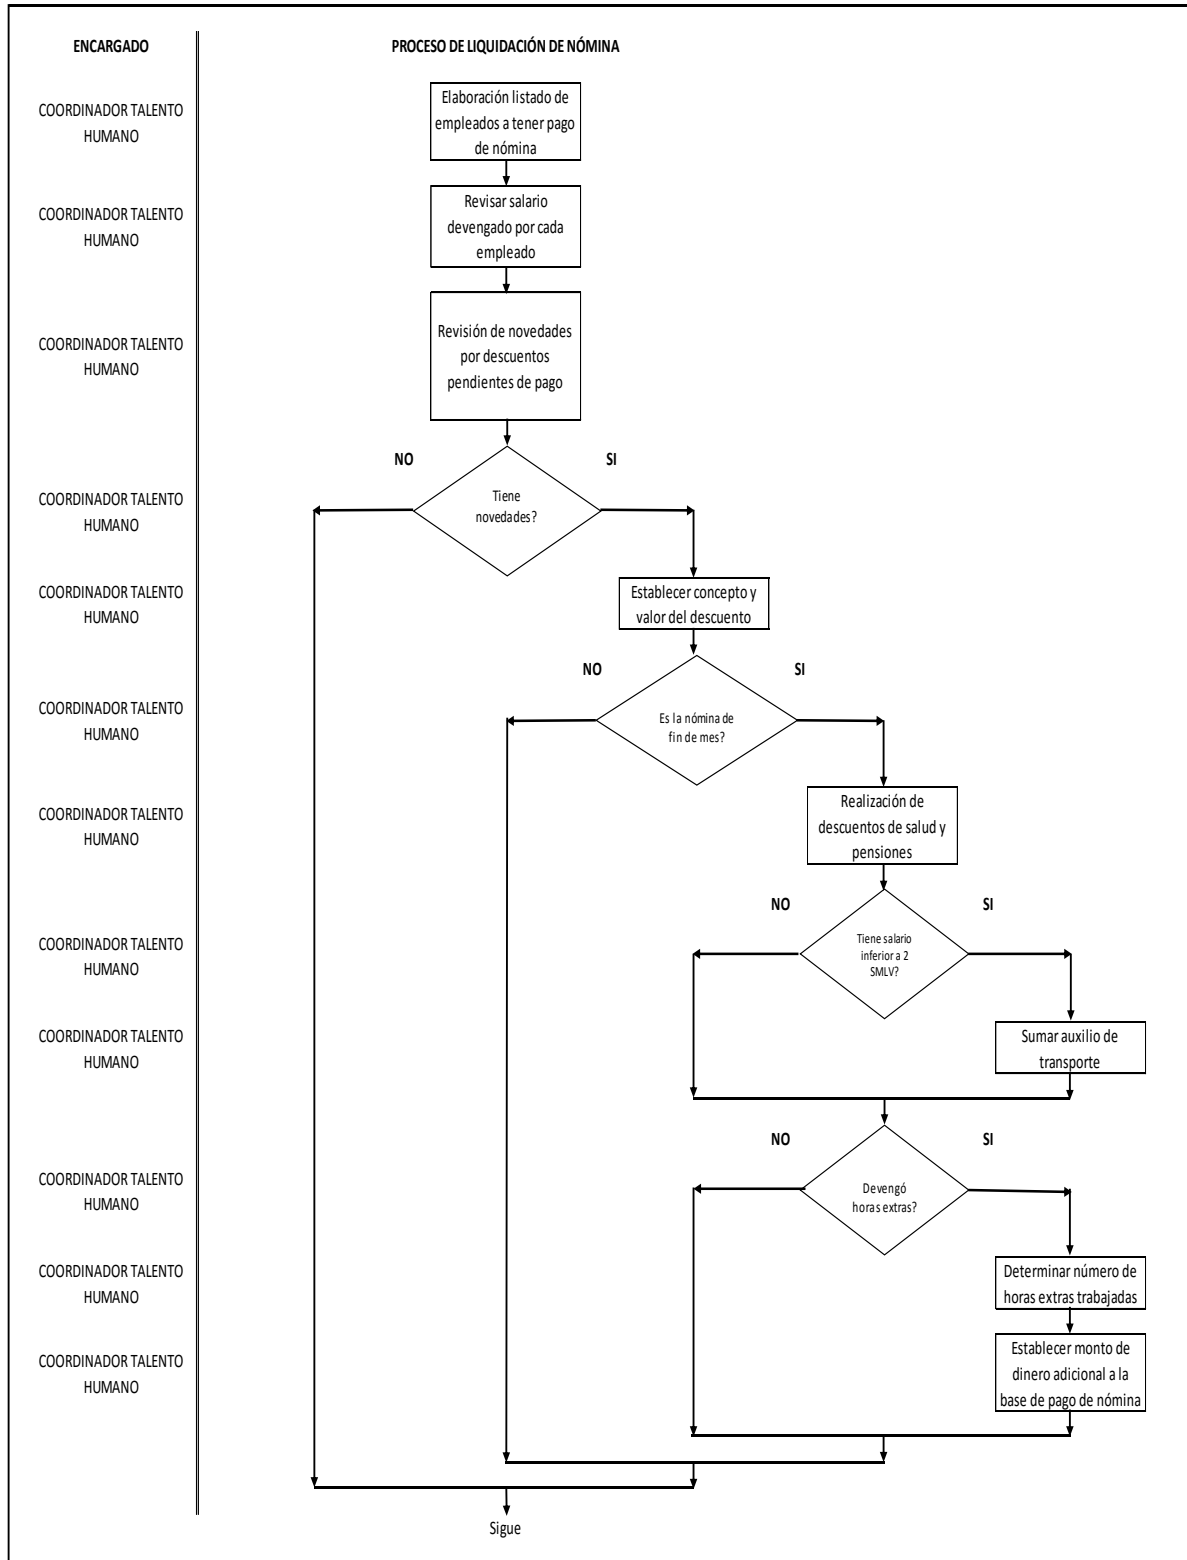 ENCARGADO
PROCESO DE LIQUIDACIÓN DE NÓMINA
COORDINADOR TALENTO
HUMANO
Elaboración listado de
empleados a tener pago
de nómina
COORDINADOR TALENTO
HUMANO
Revisar salario
devengado por cada
empleado
COORDINADOR TALENTO
HUMANO
Revisión de novedades
por descuentos
pendientes de pago
NO
SI
COORDINADOR TALENTO
HUMANO
Tiene
novedades?
COORDINADOR TALENTO
HUMANO
Establecer concepto y
valor del descuento
NO
SI
COORDINADOR TALENTO
HUMANO
Es la nómina de
fin de mes?
COORDINADOR TALENTO
HUMANO
Realización de
descuentos de salud y
pensiones
NO
SI
COORDINADOR TALENTO
HUMANO
Tiene salario
inferior a 2
SMLV?
COORDINADOR TALENTO
HUMANO
Sumar auxilio de
transporte
NO
SI
COORDINADOR TALENTO
HUMANO
Devengó
horas extras?
COORDINADOR TALENTO
HUMANO
Determinar número de
horas extras trabajadas
COORDINADOR TALENTO
HUMANO
Establecer monto de
dinero adicional a la
base de pago de nómina
Sigue